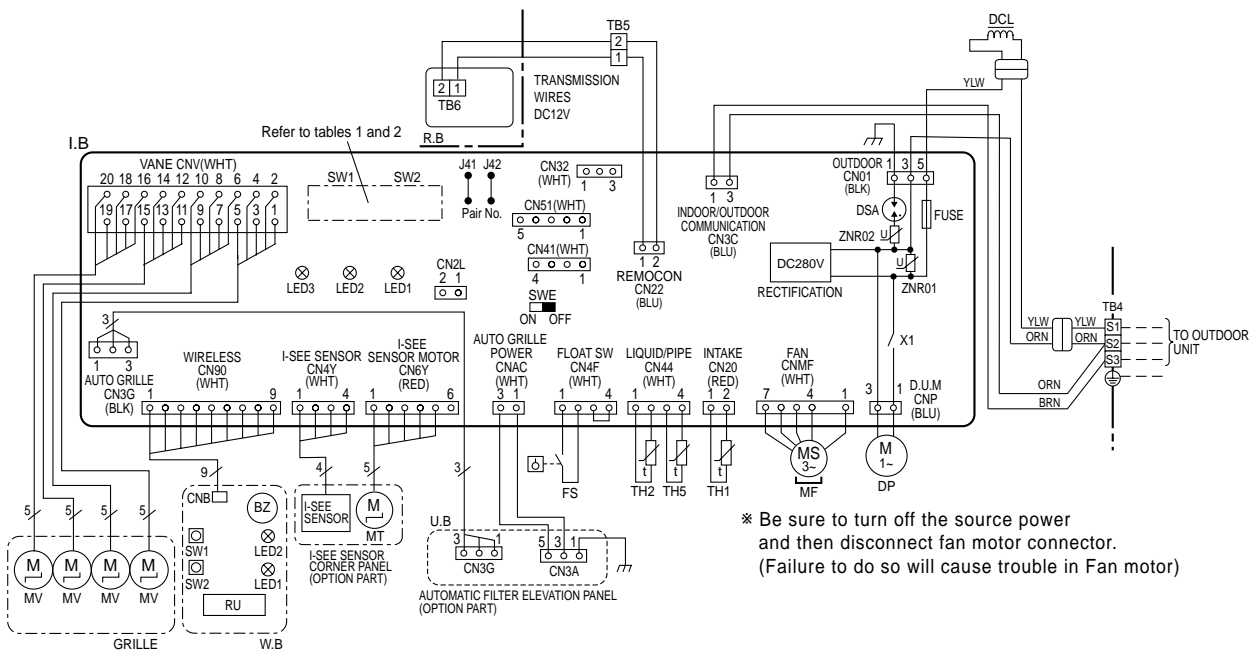 DCL
TB5
2
1
2 1
TB6
TRANSMISSION
WIRES
DC12V
YLW
R.B
Refer to tables 1 and 2
I.B
VANE CNV(WHT)
20 18 16 14 12 10 8 6 4 2
19 17 15 13 11 9 7 5 3 1
SW1 SW2
J41 J42
Pair No.
CN32
(WHT)
1 3
CN51(WHT)
5 1
CN41(WHT)
4 1
SWE
ON OFF
1 2
REMOCON
CN22
(BLU)
1 3
INDOOR/OUTDOOR
COMMUNICATION
CN3C
(BLU)
OUTDOOR 1 3 5
CN01
(BLK)
DSA
FUSE
ZNR02 U
U
ZNR01
DC280V
RECTIFICATION
LED3 LED2 LED1
CN2L
2 1
X1
TB4
YLW YLW S1
ORN ORN S2
S3
TO OUTDOOR
UNIT
ORN
BRN
3
1 3
AUTO GRILLE
CN3G
(BLK)
WIRELESS
CN90
(WHT)
1 9
I-SEE SENSOR
CN4Y
(WHT)
1 4
I-SEE
SENSOR MOTOR
CN6Y
(RED)
1 6
AUTO GRILLE
POWER
CNAC
(WHT)
3 1
FLOAT SW
CN4F
(WHT)
1 4
LIQUID/PIPE
CN44
(WHT)
1 4
INTAKE
CN20
(RED)
1 2
FAN
CNMF
(WHT)
7 4 1
3 1
D.U.M
CNP
(BLU)
5 5 5 5
M M M M
MV MV MV MV
GRILLE
9
CNB
BZ
SW1
SW2
LED2
LED1
RU
W.B
4
I-SEE
SENSOR
5
M
MT
I-SEE SENSOR
CORNER PANEL
(OPTION PART)
3
U.B
3 1
CN3G
5 3 1
CN3A
AUTOMATIC FILTER ELEVATION PANEL
(OPTION PART)
FS
t t t
TH2 TH5 TH1
MS
3~
MF
M
1~
DP
※ Be sure to turn off the source power
and then disconnect fan motor connector.
(Failure to do so will cause trouble in Fan motor)